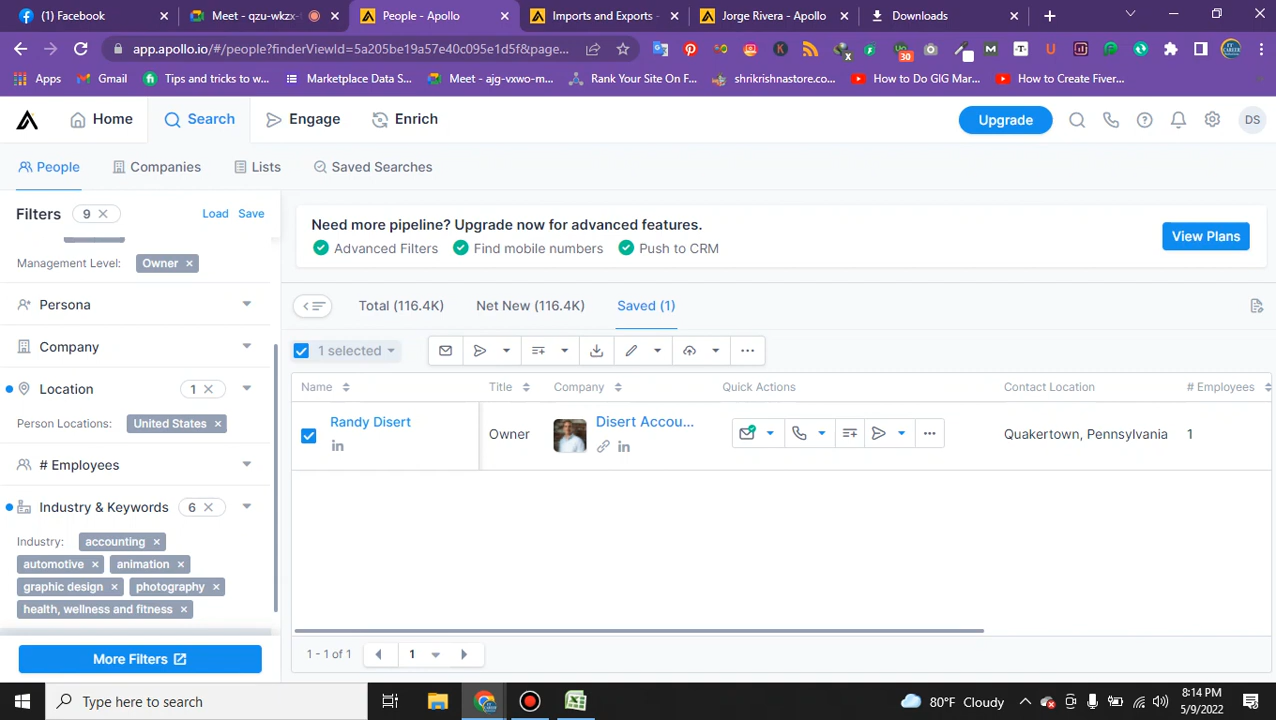 (1) Facebook
Meet - qzu-wkzx-
People - Apollo
Imports and Exports -
Jorge Rivera - Apollo
Downloads
app.apollo.io/#/people?finderViewId=5a205be19a57e40c095e1d5f&page...
30
Apps
Gmail
Tips and tricks to w...
Marketplace Data S...
Meet - ajg-vxwo-m...
Rank Your Site On F...
shrikrishnastore.co...
How to Do GIG Mar...
How to Create Fiver...
Home
Search
Engage
Enrich
Upgrade
DS
People
Companies
Lists
Saved Searches
Filters
9
Load
Save
Need more pipeline? Upgrade now for advanced features.
Advanced Filters
Find mobile numbers
Push to CRM
View Plans
Management Level:
Owner
Persona
Company
Location
1
Person Locations:
United States
# Employees
Industry & Keywords
6
Industry:
accounting
automotive
animation
graphic design
photography
health, wellness and fitness
More Filters
Total (116.4K)
Net New (116.4K)
Saved (1)
1 selected
Name
Title
Company
Quick Actions
Contact Location
# Employees
Randy Disert
Owner
Disert Accou...
Quakertown, Pennsylvania
1
1 - 1 of 1
1
Type here to search
80°F Cloudy
8:14 PM
5/9/2022